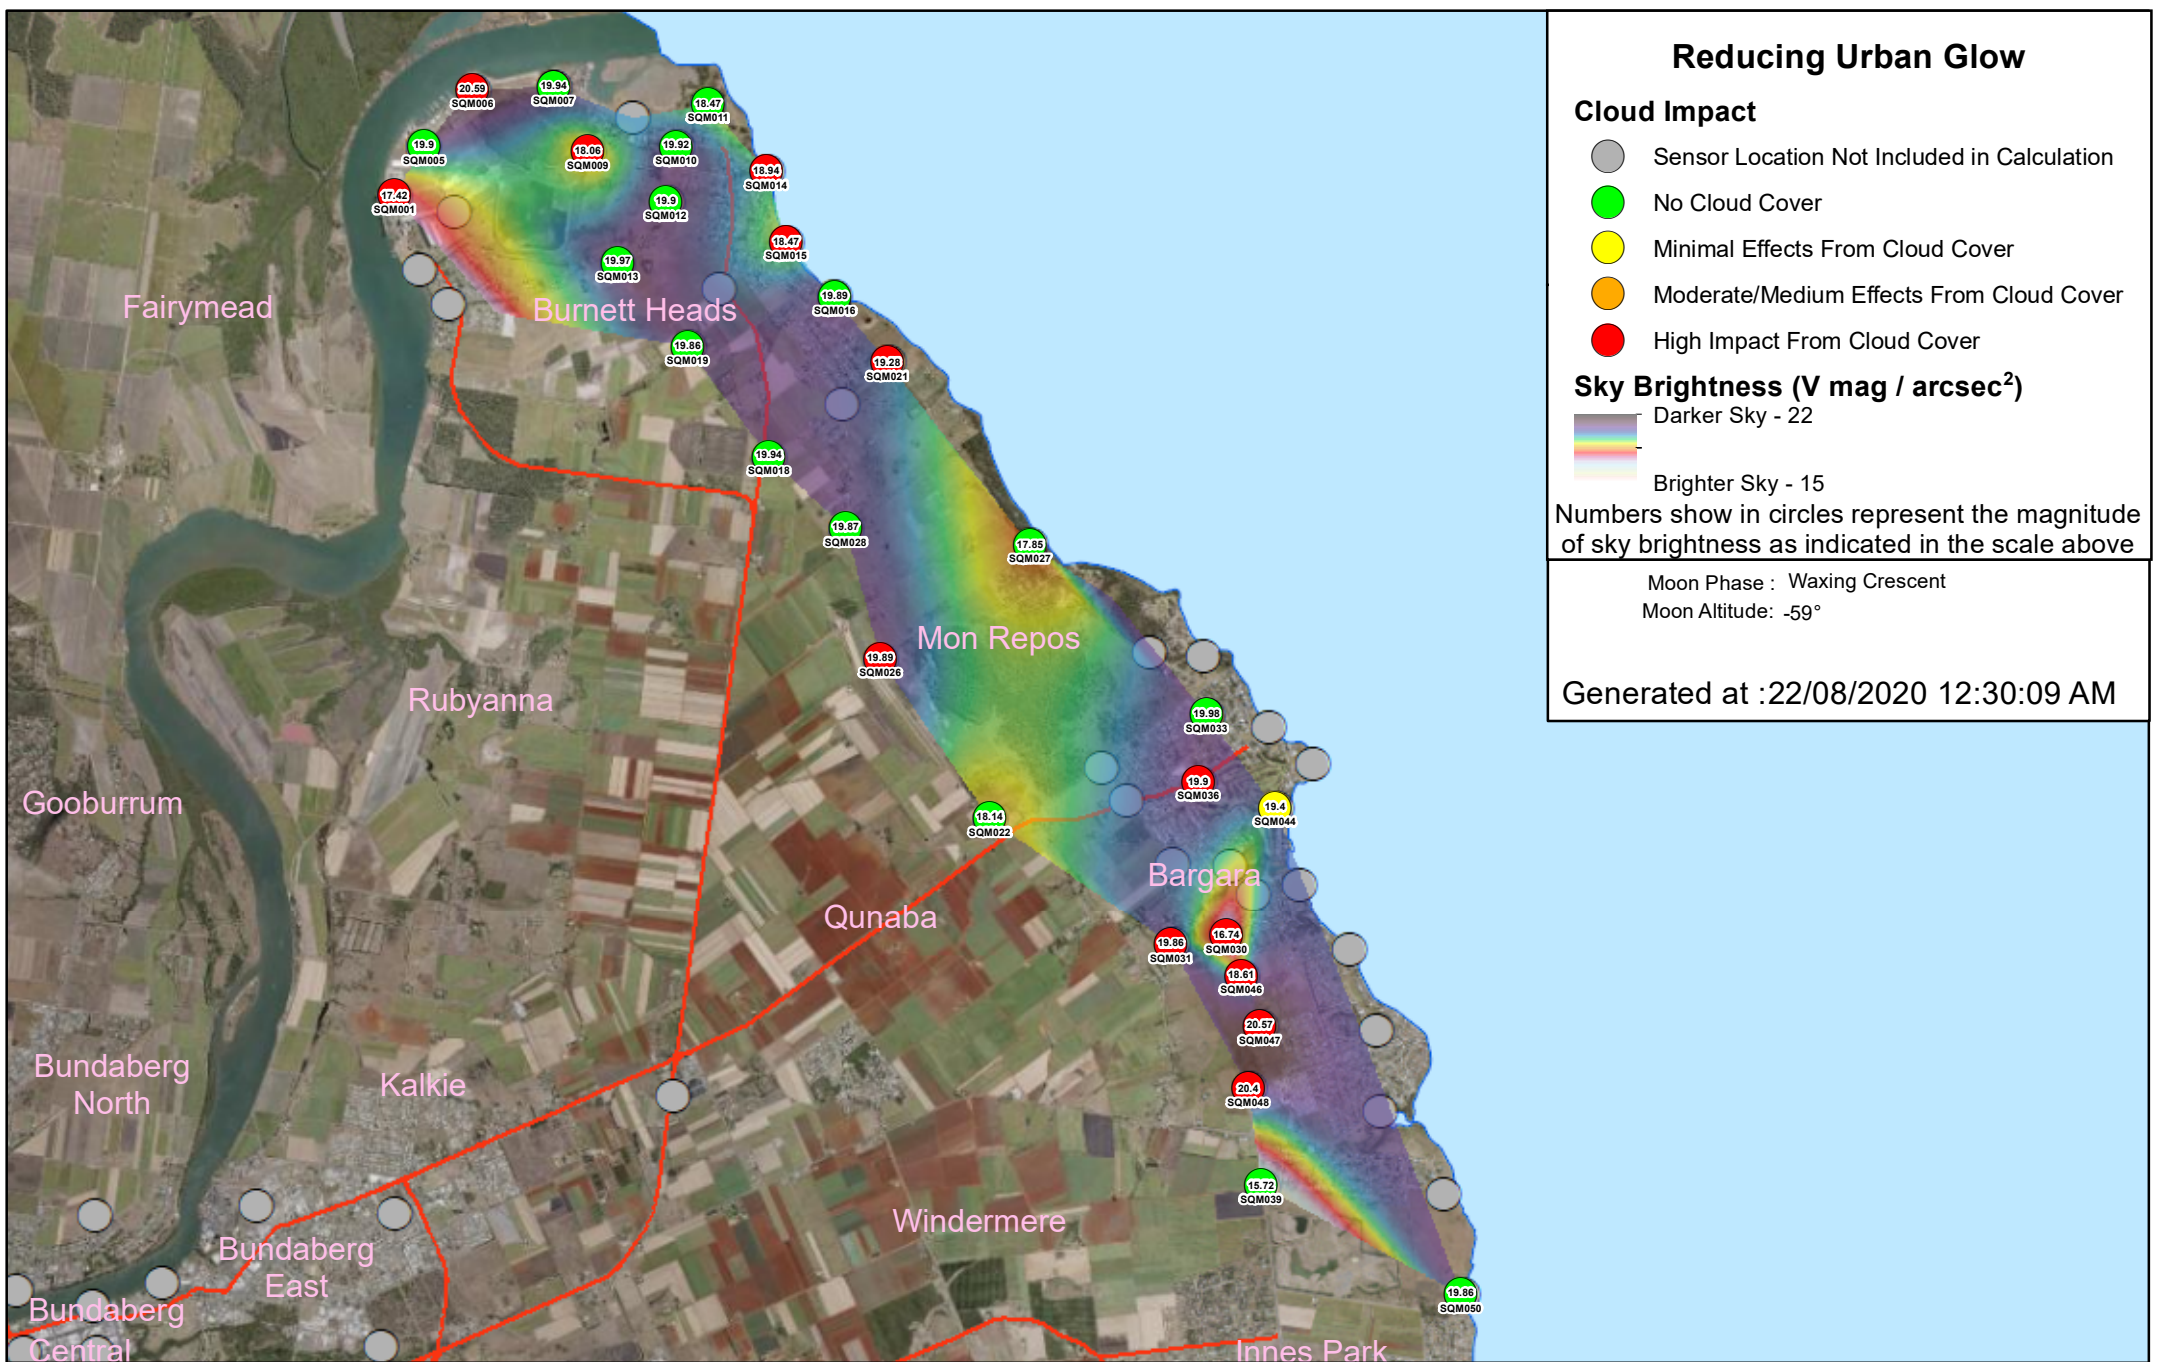 Reducing Urban Glow
Cloud Impact
Sensor Location Not Included in Calculation
No Cloud Cover
Minimal Effects From Cloud Cover
Moderate/Medium Effects From Cloud Cover
High Impact From Cloud Cover
Sky Brightness (V mag / arcsec²)
Darker Sky - 22
Brighter Sky - 15
Numbers show in circles represent the magnitude
of sky brightness as indicated in the scale above
Moon Phase : Waxing Crescent
Moon Altitude: -59°
Generated at :22/08/2020 12:30:09 AM
20.59
SQM006
19.94
SQM007
18.47
SQM011
19.9
SQM005
18.06
SQM009
19.92
SQM010
18.94
SQM014
17.42
SQM001
19.9
SQM012
18.47
SQM015
19.97
SQM013
19.89
SQM016
Fairymead
Burnett Heads
19.86
SQM019
19.28
SQM021
19.94
SQM018
19.87
SQM028
17.85
SQM027
Mon Repos
19.89
SQM026
Rubyanna
19.98
SQM033
19.9
SQM036
Gooburrum
18.14
SQM022
19.4
SQM044
Bargara
Qunaba
19.86
SQM031
16.74
SQM030
18.61
SQM046
20.57
SQM047
Bundaberg
North
Kalkie
20.4
SQM048
15.72
SQM039
Windermere
Bundaberg
East
19.86
SQM050
Bundaberg
Central
Innes Park